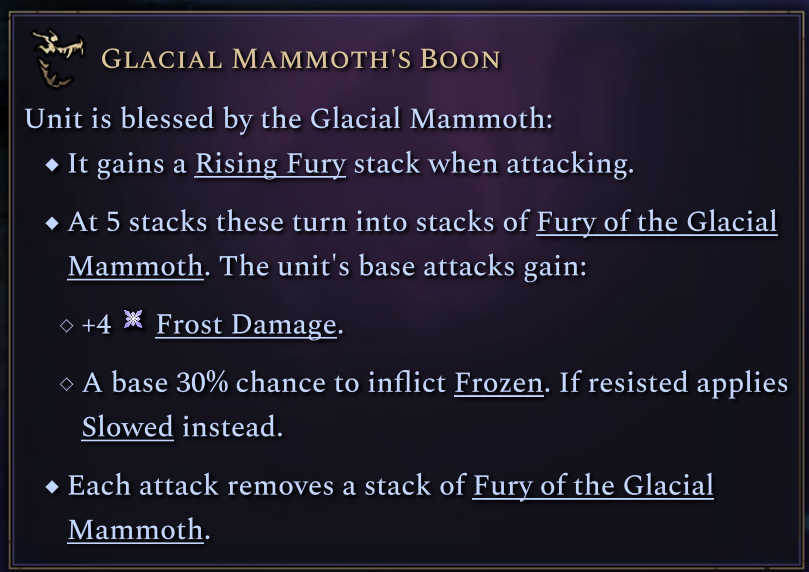 GLACIAL MAMMOTH'S BOON
Unit is blessed by the Glacial Mammoth:
◆ It gains a Rising Fury stack when attacking.
◆ At 5 stacks these turn into stacks of Fury of the Glacial
Mammoth. The unit's base attacks gain:
◇ +4 Frost Damage.
◇ A base 30% chance to inflict Frozen. If resisted applies
Slowed instead.
◆ Each attack removes a stack of Fury of the Glacial
Mammoth.